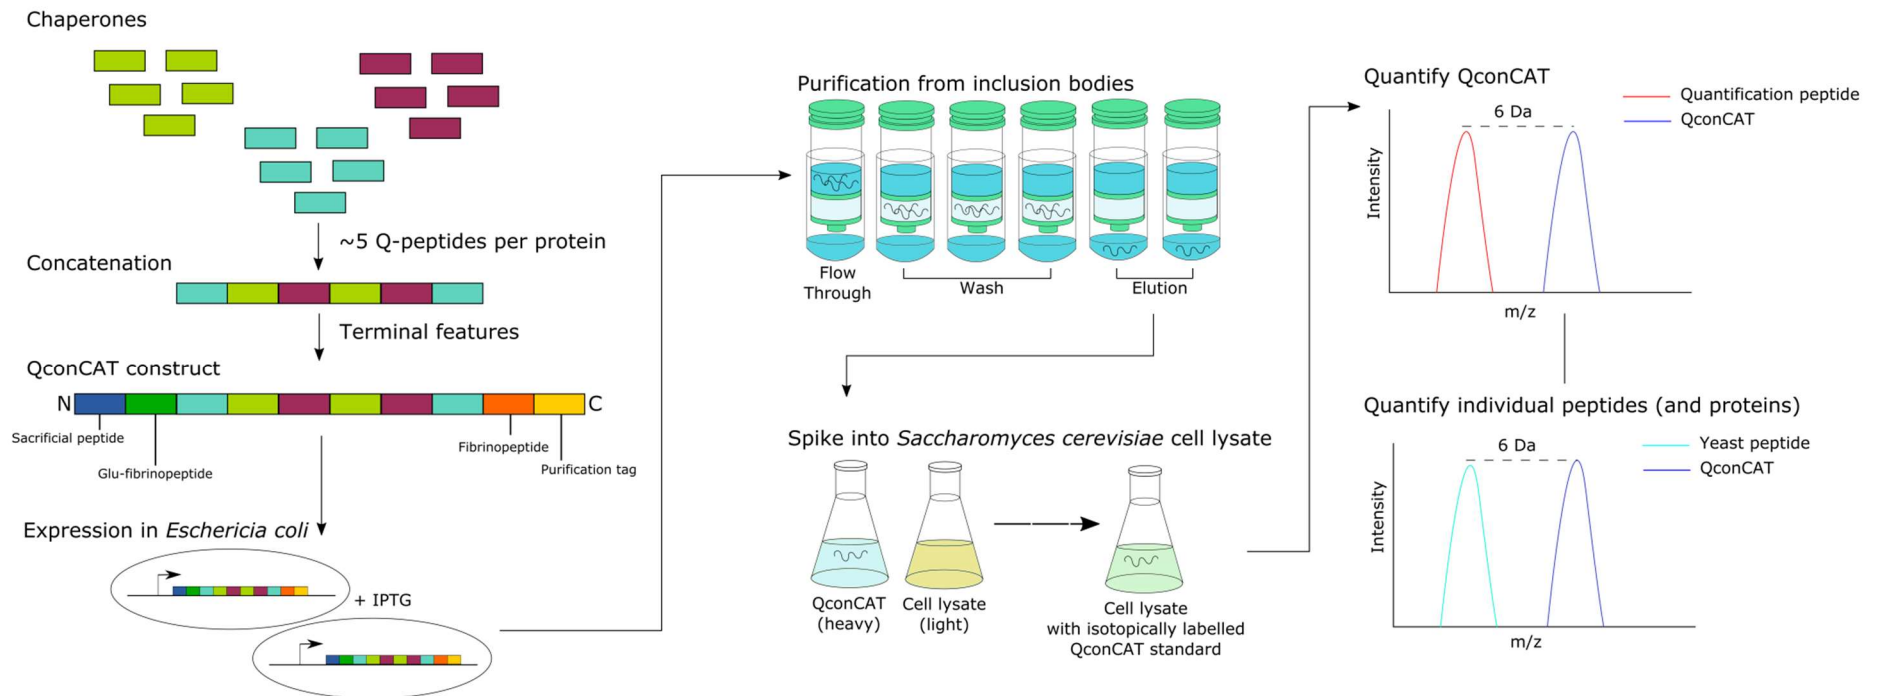 Chaperones
~5 Q-peptides per protein
Concatenation
Terminal features
QconCAT construct
N
C
Sacrificial peptide
Glu-fibrinopeptide
Fibrinopeptide
Purification tag
Expression in Eschericia coli
+ IPTG
Purification from inclusion bodies
Flow
Through
Wash
Elution
Spike into Saccharomyces cerevisiae cell lysate
QconCAT
(heavy)
Cell lysate
(light)
Cell lysate
with isotopically labelled
QconCAT standard
Quantify QconCAT
Quantification peptide
QconCAT
6 Da
Intensity
m/z
Quantify individual peptides (and proteins)
Yeast peptide
QconCAT
6 Da
Intensity
m/z